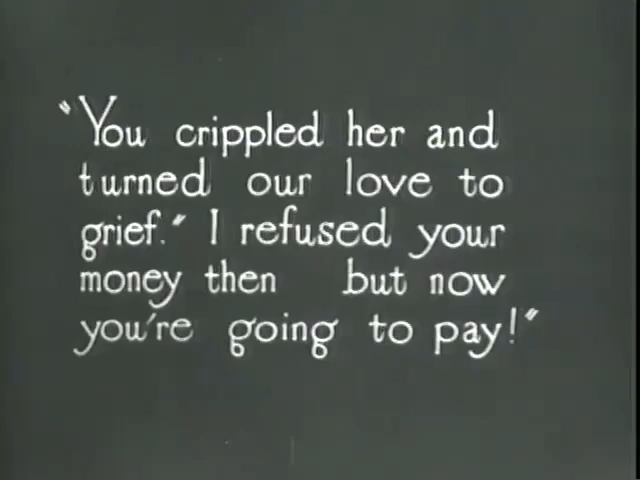 "You crippled her and
turned our love to
grief." I refused your
money then but now
you're going to pay!"